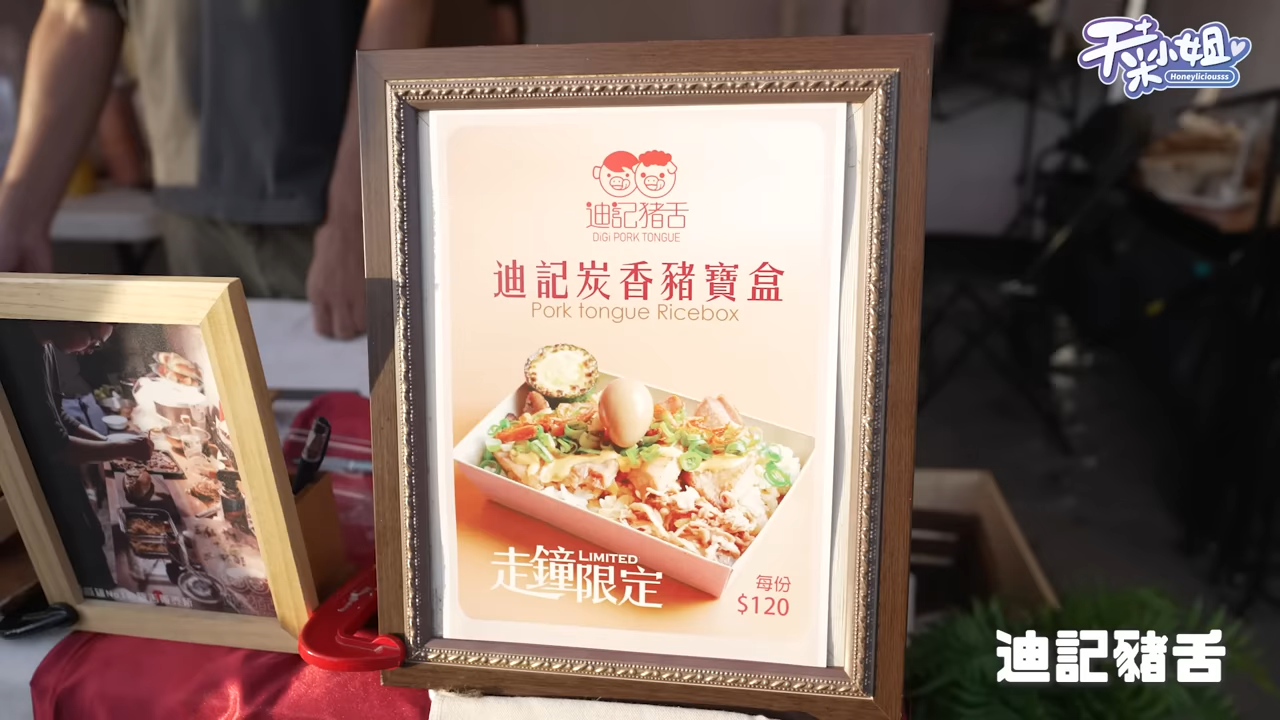 天菜小姐
Honeyliciousss
迪記猪舌
DiGi PORK TONGUE
迪記炭香豬寶盒
Pork tongue Ricebox
走鐘限定
LIMITED
每份
$120
迪記豬舌